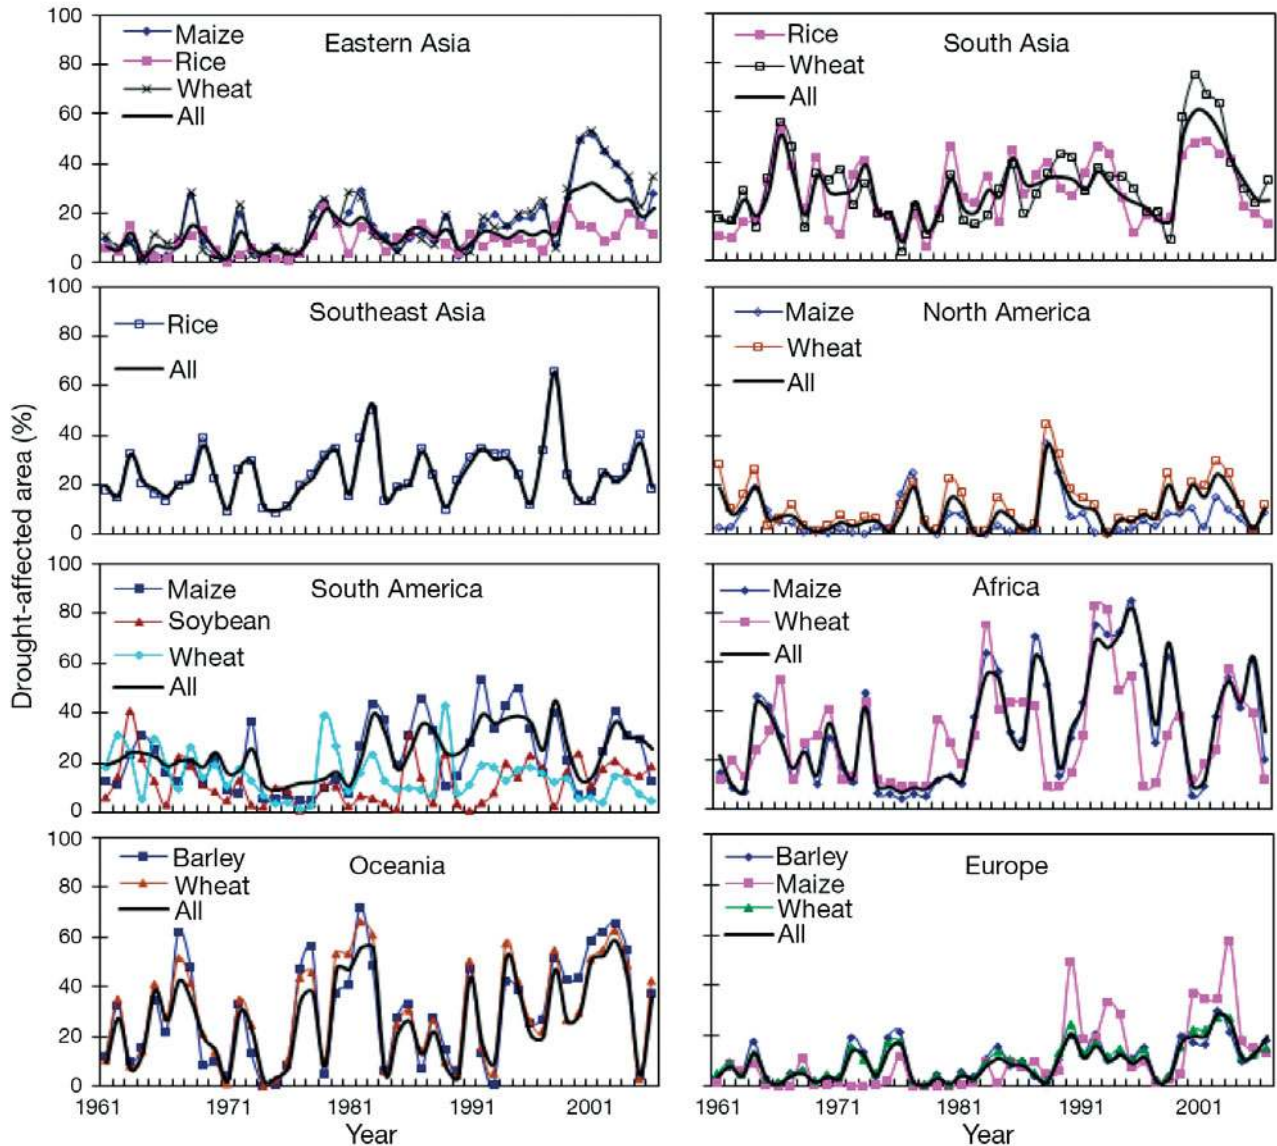 100
80
60
40
20
0
Eastern Asia
Maize
Rice
Wheat
All
South Asia
Rice
Wheat
All
100
80
60
40
20
0
Southeast Asia
Rice
All
North America
Maize
Wheat
All
Drought-affected area (%)
100
80
60
40
20
0
South America
Maize
Soybean
Wheat
All
Africa
Maize
Wheat
All
100
80
60
40
20
0
Oceania
Barley
Wheat
All
Europe
Barley
Maize
Wheat
All
1961 1971 1981 1991 2001
Year
1961 1971 1981 1991 2001
Year